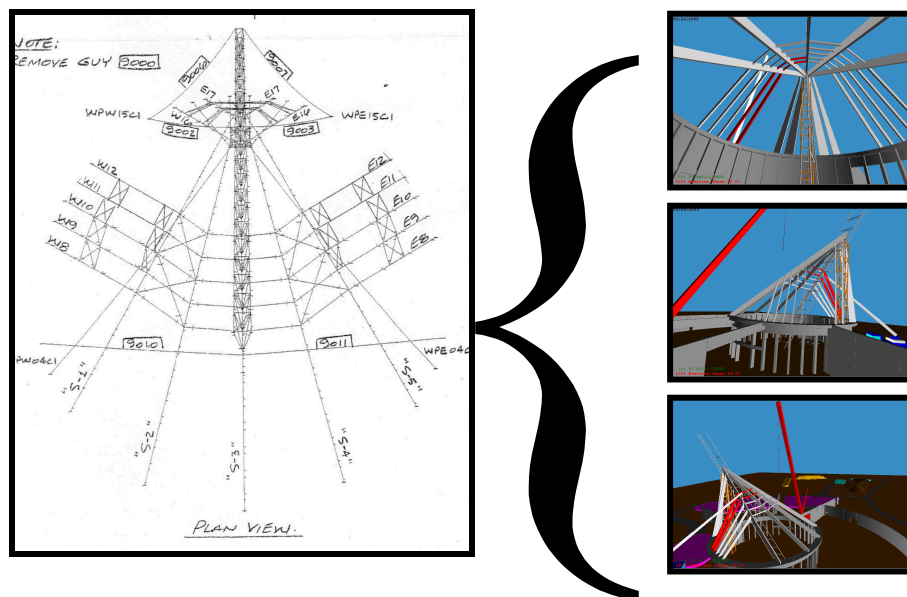 NOTE:
REMOVE GUY 9000
9006
9007
E17
E17
WPW15C1
W16
E16
WPE15C1
9002
9003
W12
W11
W10
W9
W8
E12
E11
E10
E9
E8
9010
9011
PW04C1
WPE04C
"S-1"
"S-2"
"S-3"
"S-4"
"S-5"
PLAN VIEW.